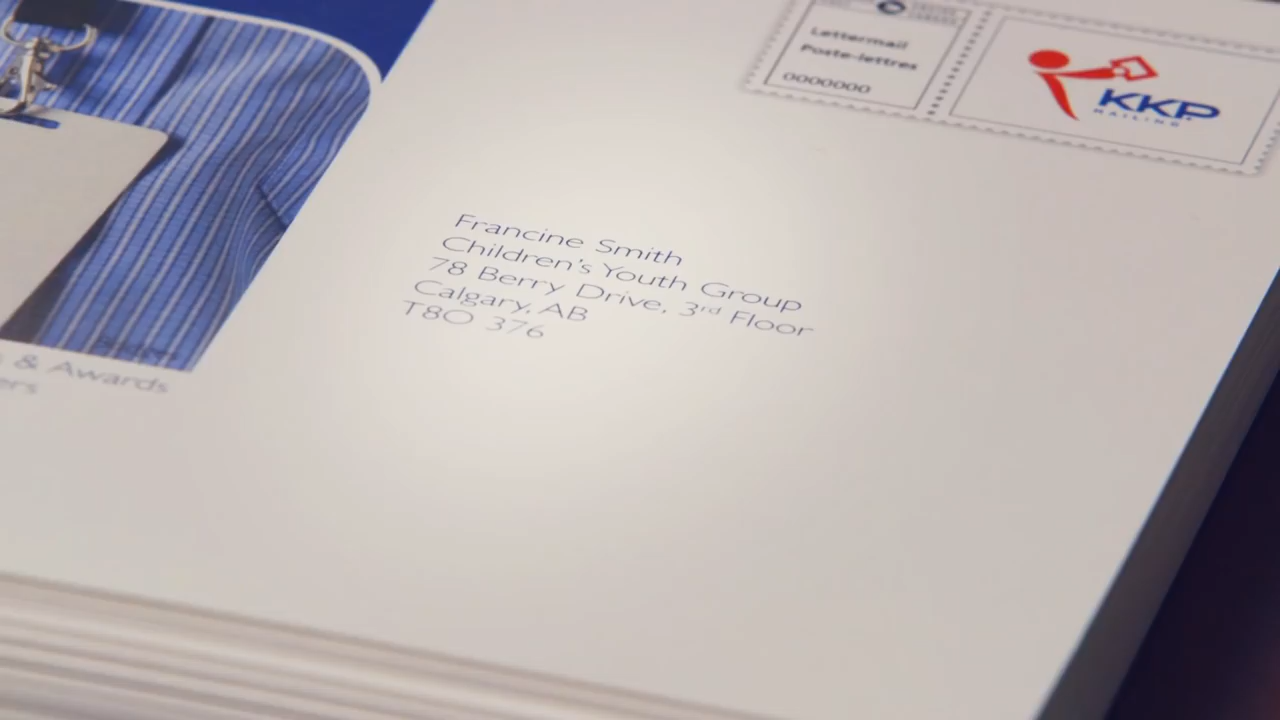 Lettermail
Poste-lettres
0000000
KKP
MAILING
Francine Smith
Children's Youth Group
78 Berry Drive, 3rd Floor
Calgary, AB
T8O 376
& Awards